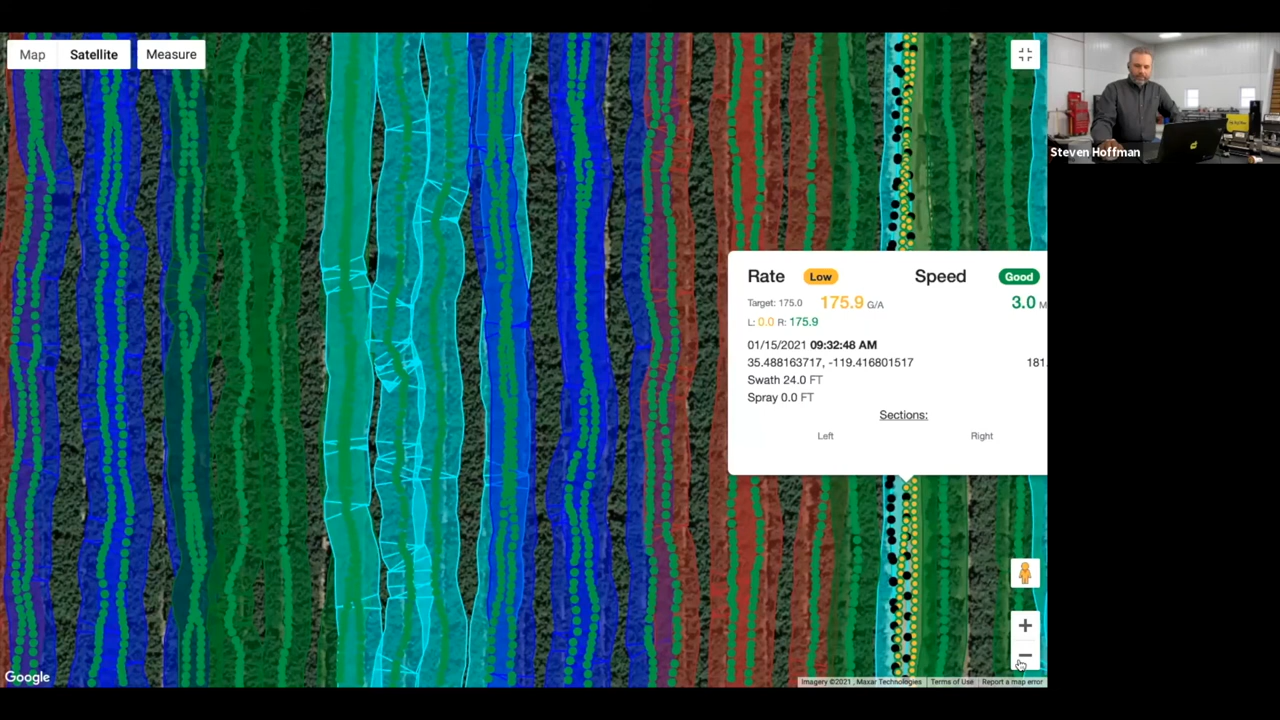 Map Satellite Measure
Steven Hoffman
Rate Low Speed Good
Target: 175.0 175.9 G/A 3.0 M
L: 0.0 R: 175.9
01/15/2021 09:32:48 AM
35.488163717, -119.416801517 181.
Swath 24.0 FT
Spray 0.0 FT
Sections:
Left Right
Google
Imagery ©2021 , Maxar Technologies Terms of Use Report a map error